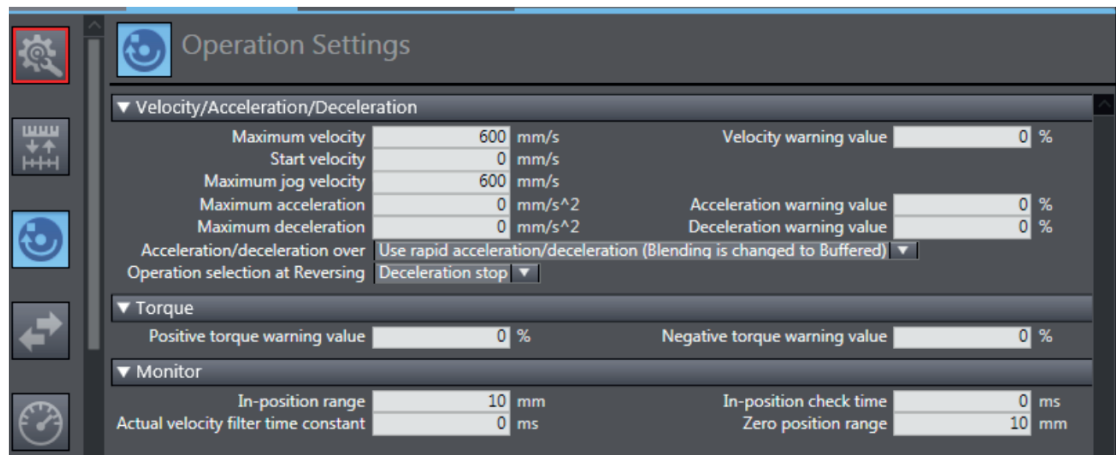 Operation Settings
▼ Velocity/Acceleration/Deceleration
Maximum velocity 600 mm/s Velocity warning value 0 %
Start velocity 0 mm/s
Maximum jog velocity 600 mm/s
Maximum acceleration 0 mm/s^2 Acceleration warning value 0 %
Maximum deceleration 0 mm/s^2 Deceleration warning value 0 %
Acceleration/deceleration over Use rapid acceleration/deceleration (Blending is changed to Buffered) ▼
Operation selection at Reversing Deceleration stop ▼
▼ Torque
Positive torque warning value 0 % Negative torque warning value 0 %
▼ Monitor
In-position range 10 mm In-position check time 0 ms
Actual velocity filter time constant 0 ms Zero position range 10 mm